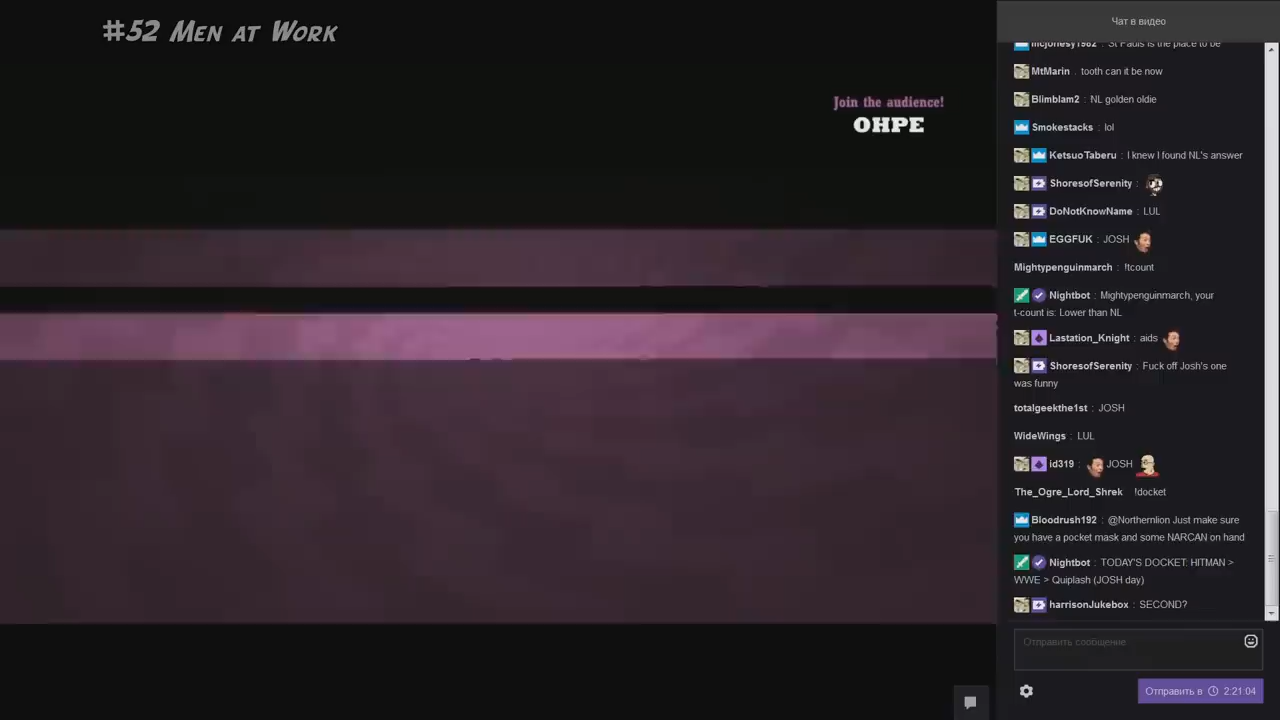 #52 MEN AT WORK
Join the audience!
OHPE
Чат в видео
mcjonesy1982 : St Pauls is the place to be
MtMarin : tooth can it be now
Blimblam2 : NL golden oldie
Smokestacks : lol
KetsuoTaberu : I knew I found NL's answer
ShoresofSerenity :
DoNotKnowName : LUL
EGGFUK : JOSH
Mightypenguinmarch : !tcount
Nightbot : Mightypenguinmarch, your
t-count is: Lower than NL
Lastation_Knight : aids
ShoresofSerenity : Fuck off Josh's one
was funny
totalgeekthe1st : JOSH
WideWings : LUL
id319 : JOSH
The_Ogre_Lord_Shrek !docket
Bloodrush192 : @Northernlion Just make sure
you have a pocket mask and some NARCAN on hand
Nightbot : TODAY'S DOCKET: HITMAN >
WWE > Quiplash (JOSH day)
harrisonJukebox : SECOND?
Отправить сообщение
Отправить в 2:21:04